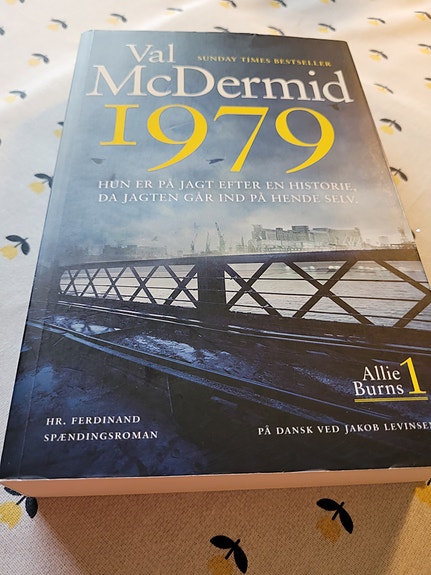 Val
SUNDAY TIMES BESTSELLER
McDermid
1979
HUN ER PÅ JAGT EFTER EN HISTORIE,
DA JAGTEN GÅR IND PÅ HENDE SELV.
Allie
Burns 1
HR. FERDINAND
SPÆNDINGSROMAN
PÅ DANSK VED JAKOB LEVINSEN